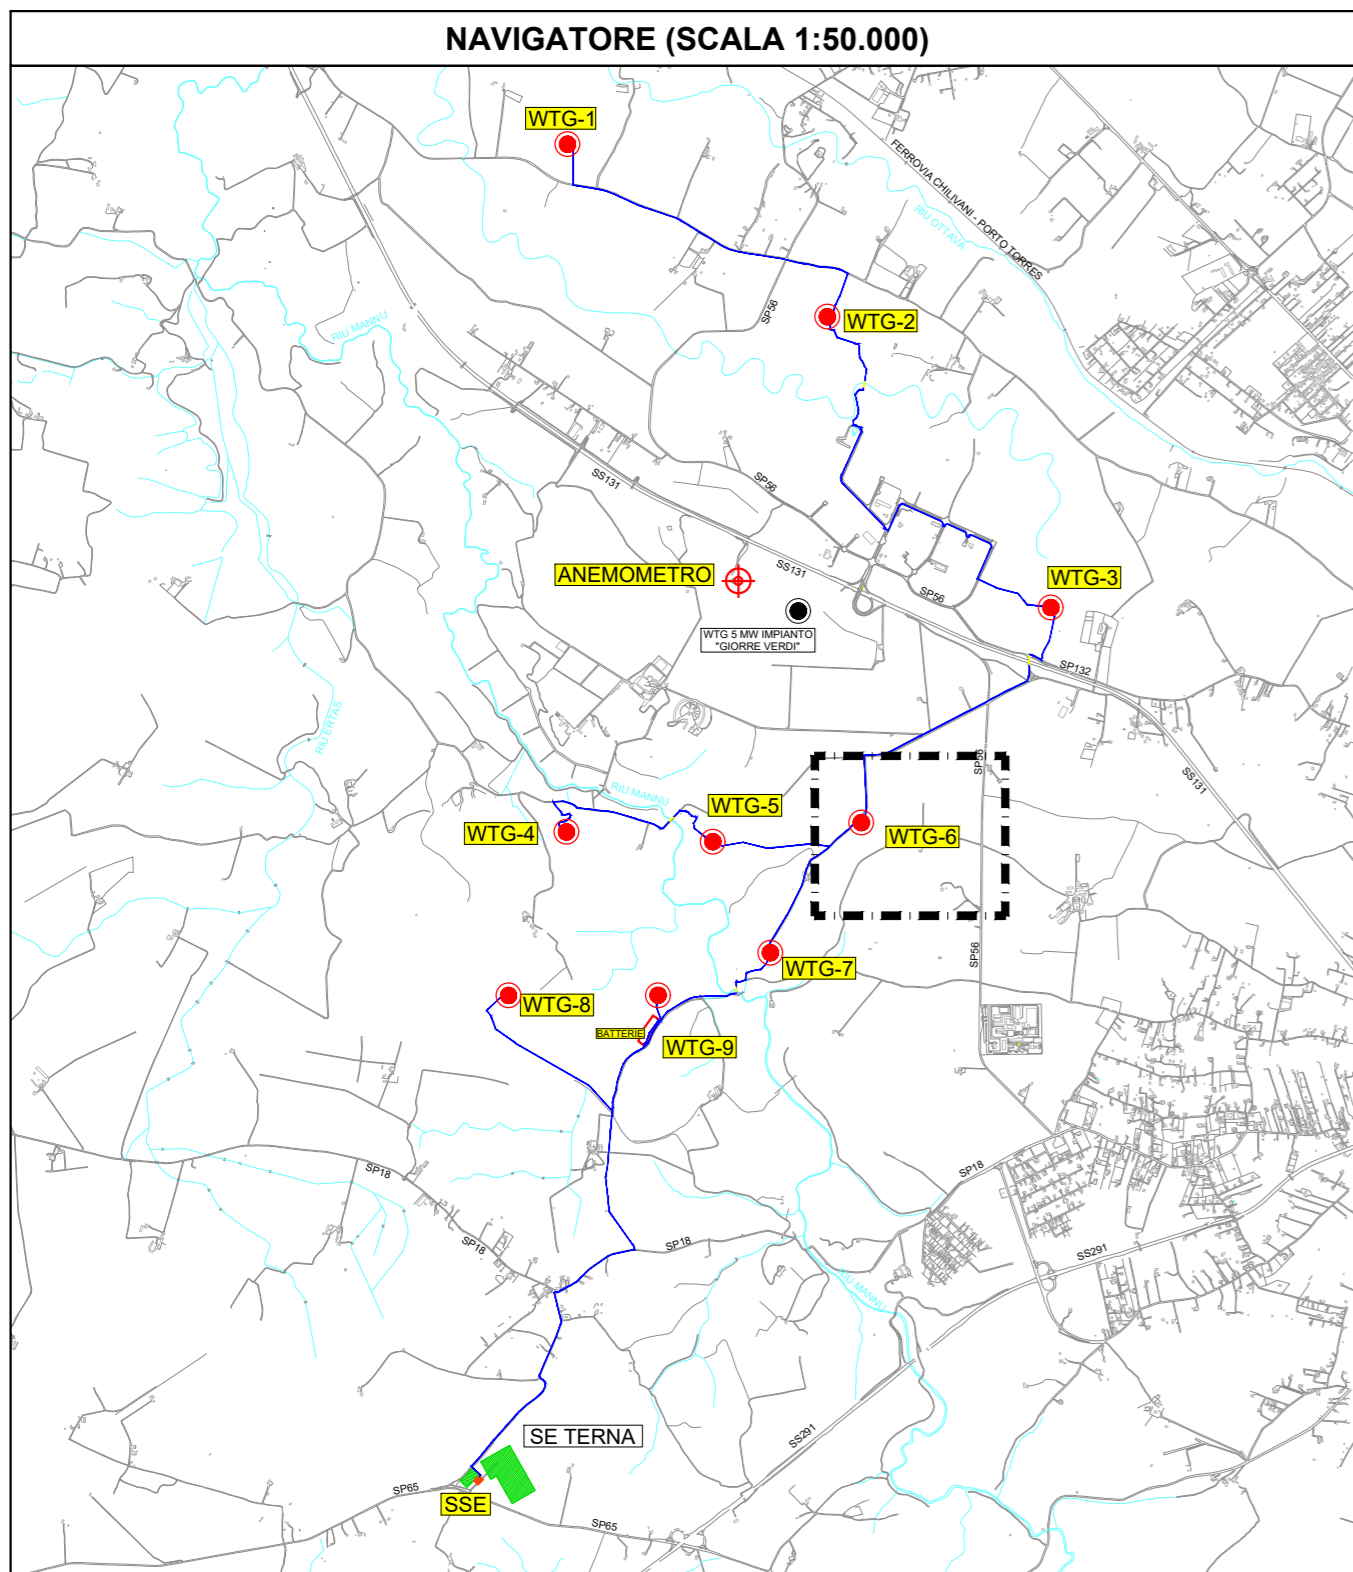 NAVIGATORE (SCALA 1:50.000)
WTG-1
FERROVIA CHILIVANI - PORTO TORRES
RIU OTTAVA
SP56
WTG-2
RIU MANNU
SS131
SP56
ANEMOMETRO
SS131
SP56
WTG-3
WTG 5 MW IMPIANTO
"GIORRE VERDI"
SP132
RIU ERTAS
SP56
SS131
RIU MANNU
WTG-5
WTG-4
WTG-6
SP56
WTG-7
WTG-8
BATTERIE
WTG-9
SP18
SP18
SP18
SP18
SS291
RIU MANNU
SE TERNA
SS291
SP65
SSE
SP65